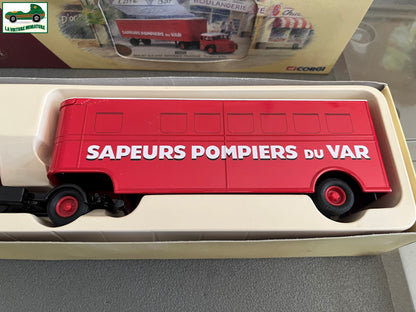 LA VOITURE MINIATURE
BOULANGERIE
SAPEURS POMPIERS DU VAR
CORGI
SAPEURS POMPIERS DU VAR